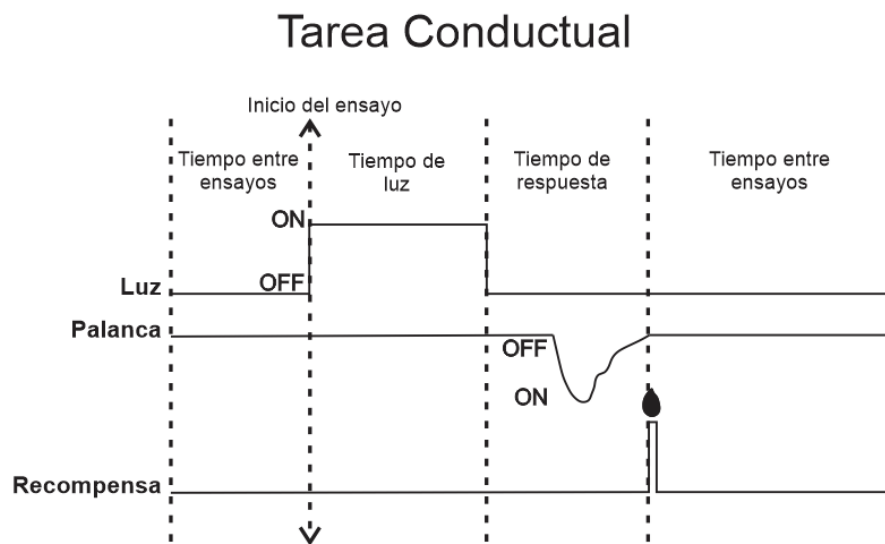 Tarea Conductual
Inicio del ensayo
Tiempo entre
ensayos
Tiempo de
luz
Tiempo de
respuesta
Tiempo entre
ensayos
ON
OFF
Luz
Palanca
OFF
ON
Recompensa